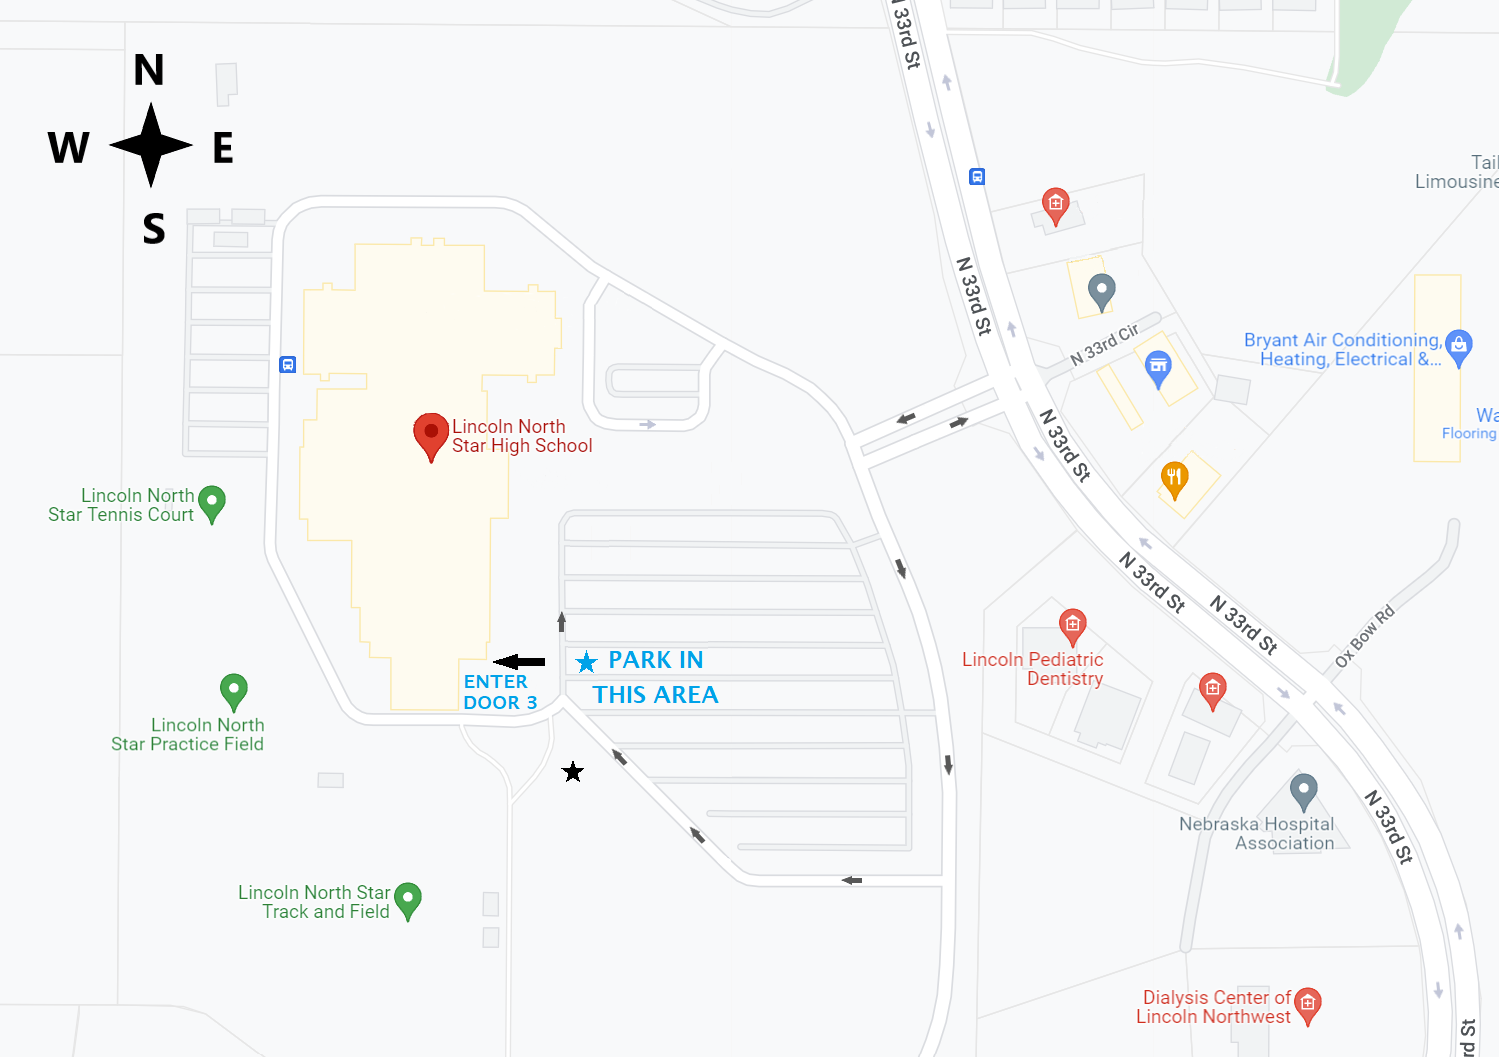 N
W
E
S
N 33rd St
Tail
Limousine
N 33rd St
N 33rd Cir
Bryant Air Conditioning,
Heating, Electrical &...
Wa
Flooring
Lincoln North
Star High School
N 33rd St
Lincoln North
Star Tennis Court
N 33rd St
N 33rd St
Ox Bow Rd
PARK IN
THIS AREA
ENTER
DOOR 3
Lincoln Pediatric
Dentistry
Lincoln North
Star Practice Field
N 33rd St
Nebraska Hospital
Association
Lincoln North Star
Track and Field
Dialysis Center of
Lincoln Northwest
rd St